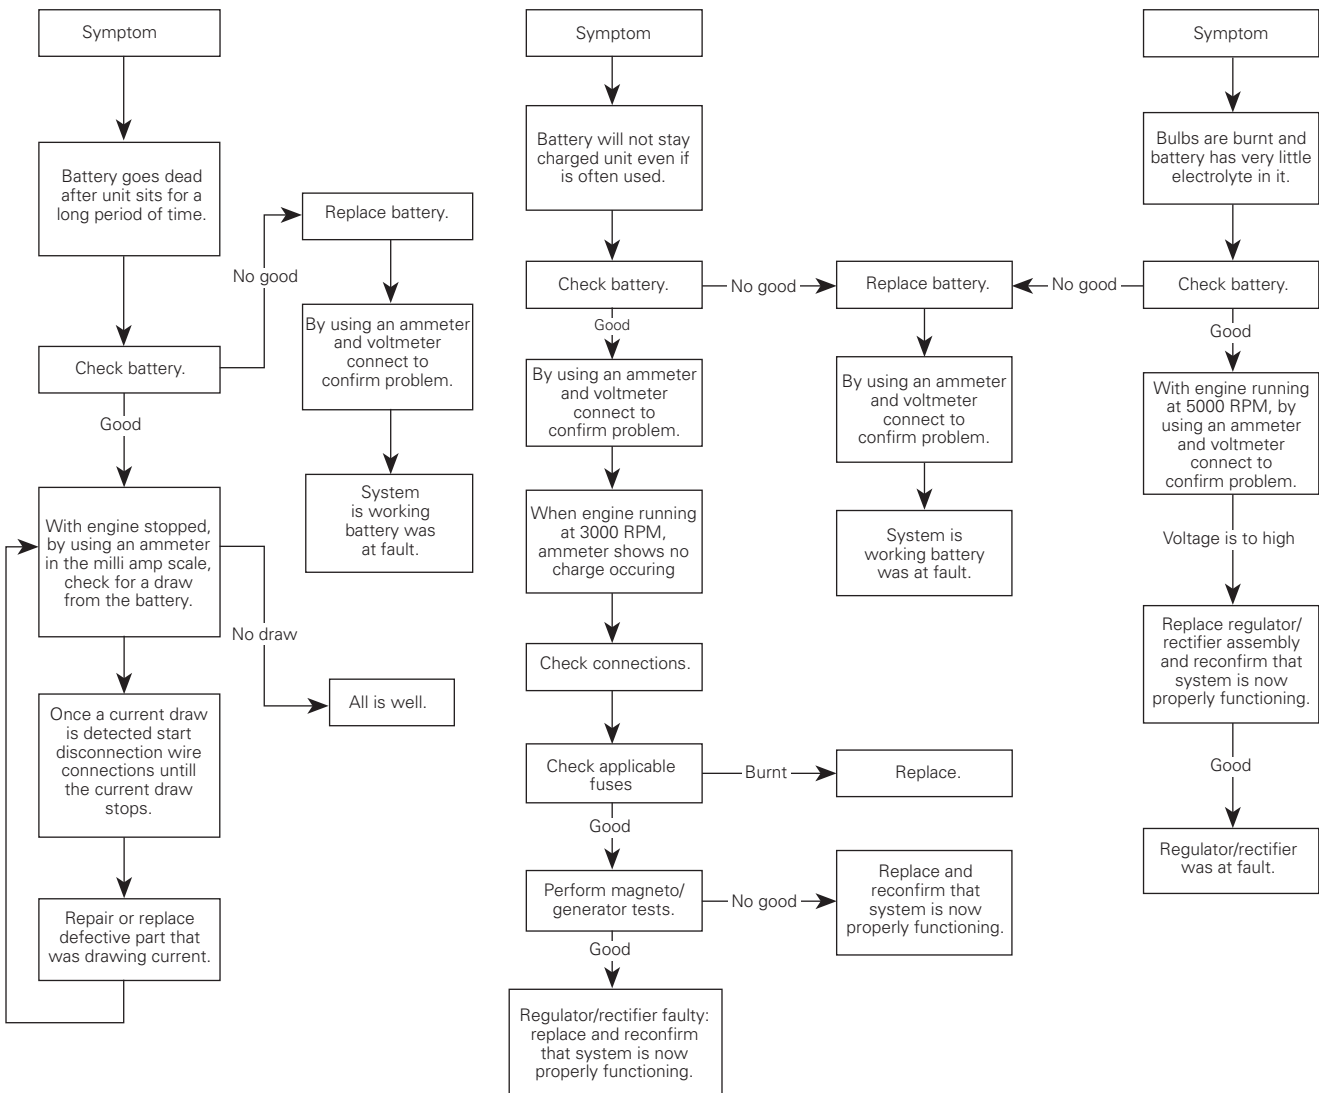 Symptom
Battery goes dead
after unit sits for a
long period of time.
Check battery.
No good
Replace battery.
By using an ammeter
and voltmeter
connect to
confirm problem.
System
is working
battery was
at fault.
Good
With engine stopped,
by using an ammeter
in the milli amp scale,
check for a draw
from the battery.
No draw
All is well.
Once a current draw
is detected start
disconnection wire
connections untill
the current draw
stops.
Repair or replace
defective part that
was drawing current.
Symptom
Battery will not stay
charged unit even if
is often used.
Check battery.
No good
Replace battery.
By using an ammeter
and voltmeter
connect to
confirm problem.
System is
working battery
was at fault.
Good
By using an ammeter
and voltmeter
connect to
confirm problem.
When engine running
at 3000 RPM,
ammeter shows no
charge occuring
Check connections.
Check applicable
fuses
Burnt
Replace.
Good
Perform magneto/
generator tests.
No good
Replace and
reconfirm that
system is now
properly functioning.
Good
Regulator/rectifier faulty:
replace and reconfirm
that system is now
properly functioning.
Symptom
Bulbs are burnt and
battery has very little
electrolyte in it.
Check battery.
No good
Good
With engine running
at 5000 RPM, by
using an ammeter
and voltmeter
connect to
confirm problem.
Voltage is to high
Replace regulator/
rectifier assembly
and reconfirm that
system is now
properly functioning.
Good
Regulator/rectifier
was at fault.